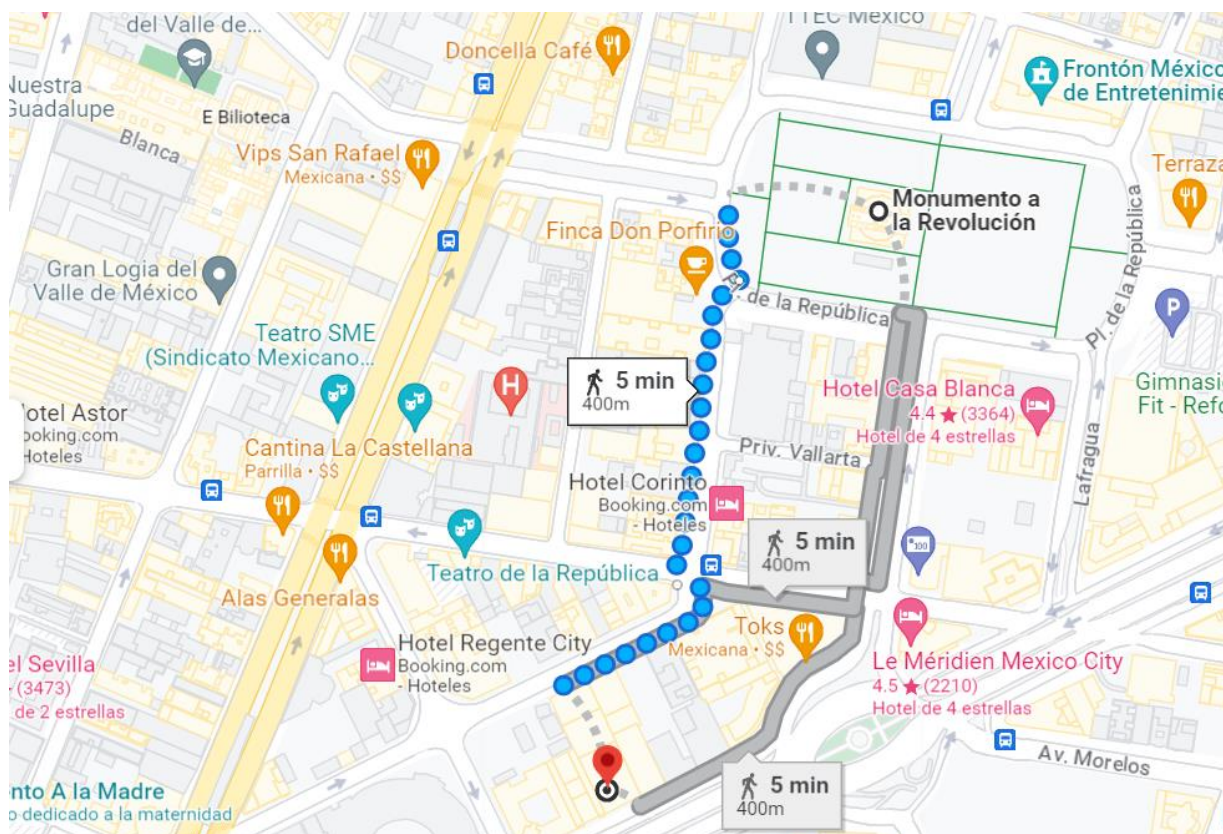 del Valle de...
Nuestra
Guadalupe
Blanca
E Bilioteca
Doncella Café
TTEC México
Frontón México
de Entretenimie
Vips San Rafael
Mexicana • $$
Terraza
Monumento a
la Revolución
Finca Don Porfirio
Gran Logia del
Valle de México
de la República
Pl. de la República
P
Teatro SME
(Sindicato Mexicano...
H
5 min
400m
Hotel Casa Blanca
4.4 ★ (3364)
Hotel de 4 estrellas
Gimnasi
Fit - Refo
Hotel Astor
Booking.com
Hoteles
Cantina La Castellana
Parrilla • $$
Priv. Vallarta
Lafragua
Hotel Corinto
Booking.com
- Hoteles
100
5 min
400m
Teatro de la República
Alas Generalas
Hotel Regente City
Booking.com
- Hoteles
Toks
Mexicana • $$
Le Méridien Mexico City
4.5 ★ (2210)
Hotel de 4 estrellas
el Sevilla
(3473)
de 2 estrellas
Av. Morelos
5 min
400m
nto A la Madre
o dedicado a la maternidad